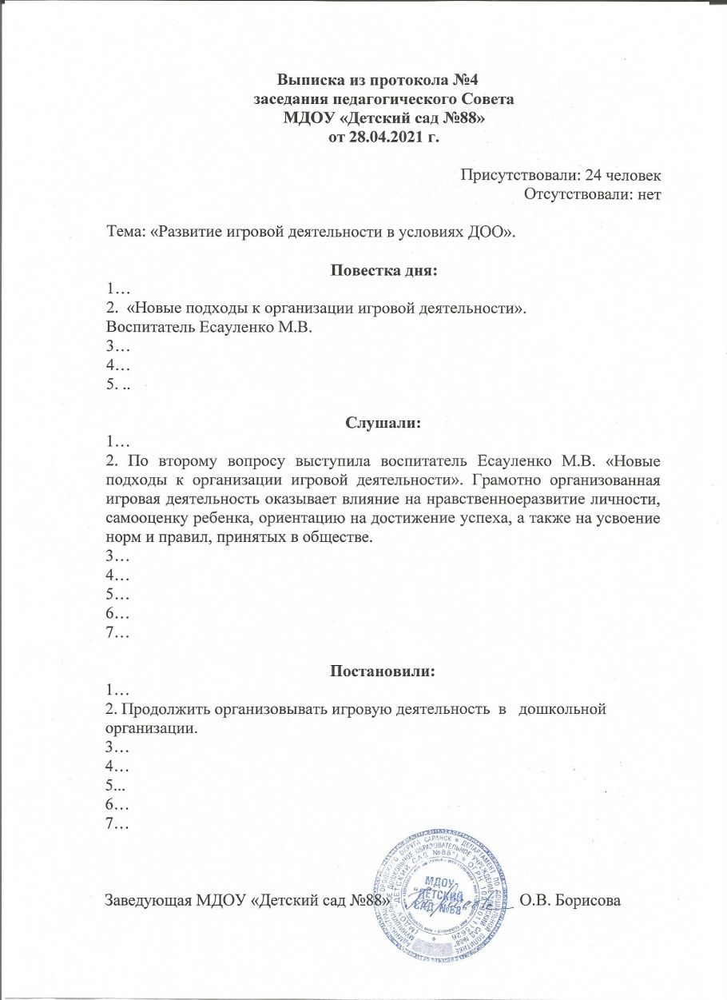 Выписка из протокола №4
заседания педагогического Совета
МДОУ «Детский сад №88»
от 28.04.2021 г.
Присутствовали: 24 человек
Отсутствовали: нет
Тема: «Развитие игровой деятельности в условиях ДОО».
Повестка дня:
1…
2. «Новые подходы к организации игровой деятельности».
Воспитатель Есауленко М.В.
3…
4…
5. ..
Слушали:
1…
2. По второму вопросу выступила воспитатель Есауленко М.В. «Новые
подходы к организации игровой деятельности». Грамотно организованная
игровая деятельность оказывает влияние на нравственноеразвитие личности,
самооценку ребенка, ориентацию на достижение успеха, а также на усвоение
норм и правил, принятых в обществе.
3…
4…
5…
6…
7…
Постановили:
1…
2. Продолжить организовывать игровую деятельность в дошкольной
организации.
3…
4…
5...
6…
7…
Заведующая МДОУ «Детский сад №88» О.В. Борисова
МДОУ
"ДЕТСКИЙ
САД №88"